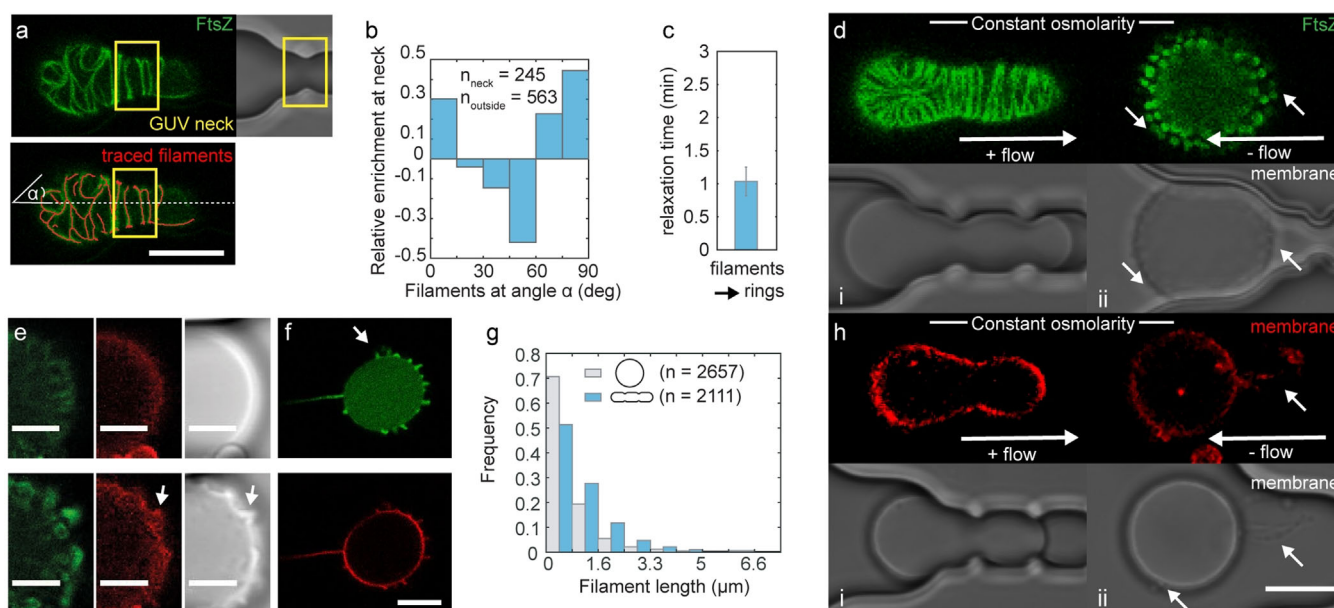 a
FtsZ
GUV neck
traced filaments
α
b
Relative enrichment at neck
0.5
0.3
0.1
0
-0.1
-0.3
-0.5
n_neck = 245
n_outside = 563
0 30 60 90
Filaments at angle α (deg)
c
relaxation time (min)
3
2.5
2
1.5
1
0.5
0
filaments
→ rings
d
Constant osmolarity
FtsZ
+ flow
- flow
membrane
i
ii
e
f
g
Frequency
0.8
0.7
0.6
0.5
0.4
0.3
0.2
0.1
0
(n = 2657)
(n = 2111)
0 1.6 3.3 6.6
Filament length (μm)
h
Constant osmolarity
membrane
+ flow
- flow
membrane
i
ii